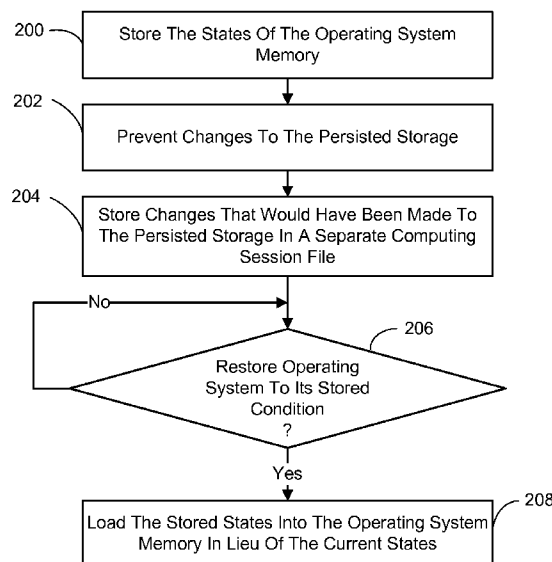 200
Store The States Of The Operating System
Memory
202
Prevent Changes To The Persisted Storage
204
Store Changes That Would Have Been Made To
The Persisted Storage In A Separate Computing
Session File
No
206
Restore Operating
System To Its Stored
Condition
?
Yes
208
Load The Stored States Into The Operating System
Memory In Lieu Of The Current States